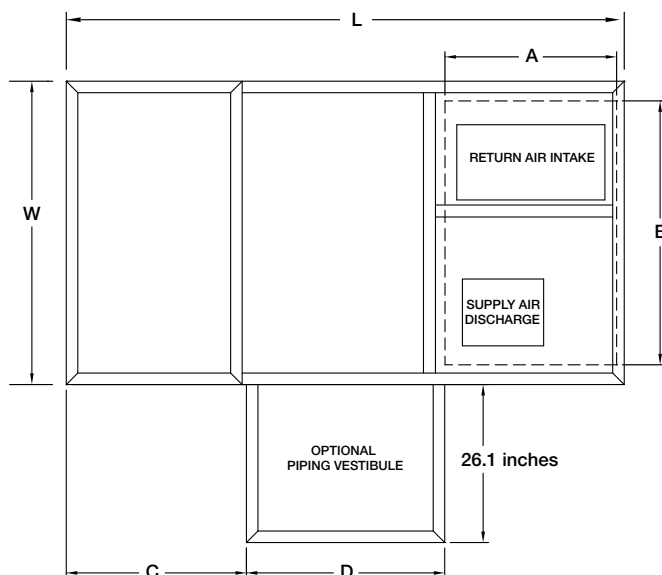 L
A
RETURN AIR INTAKE
W
SUPPLY AIR
DISCHARGE
OPTIONAL
PIPING VESTIBULE
26.1 inches
C
D